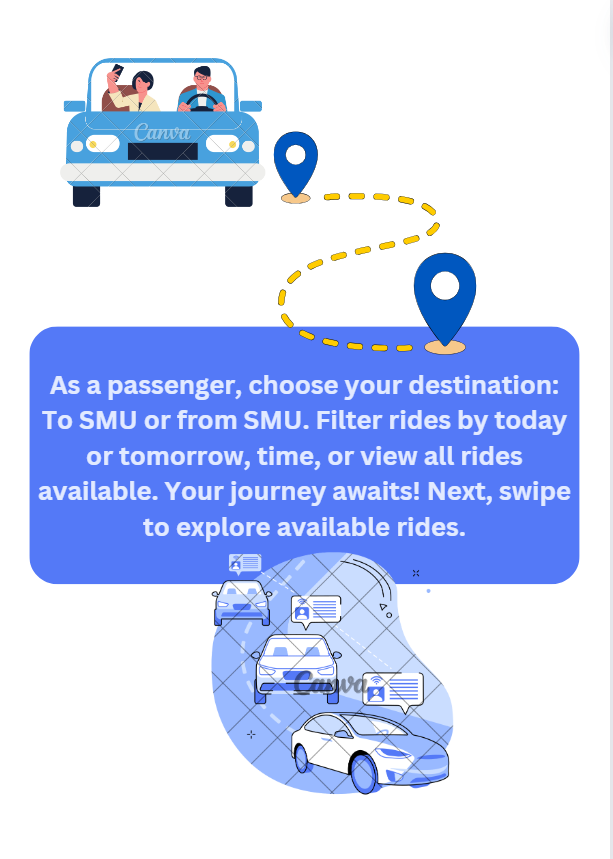 Canva
As a passenger, choose your destination:
To SMU or from SMU. Filter rides by today
or tomorrow, time, or view all rides
available. Your journey awaits! Next, swipe
to explore available rides.
Canva